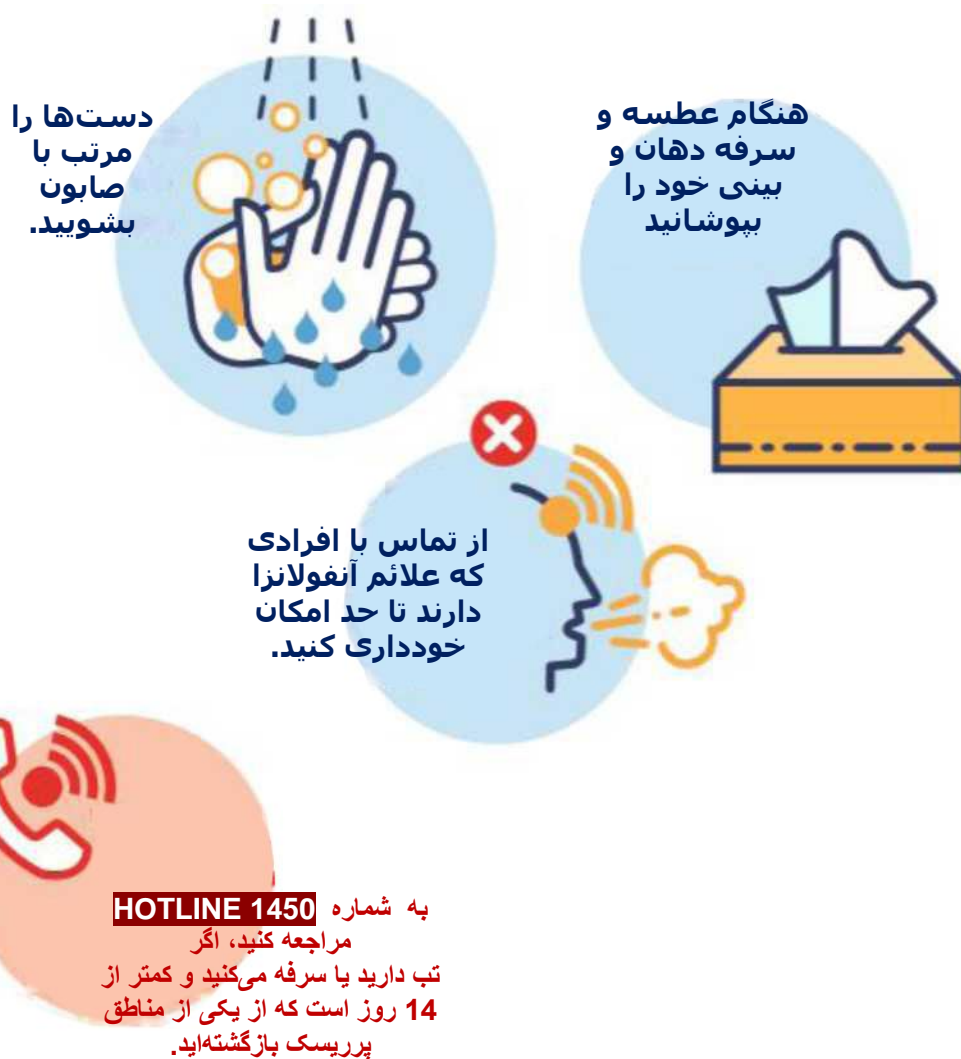 هنگام عطسه و
سرفه دهان و
بینی خود را
بپوشانید
دست‌ها را
مرتب با
صابون
بشویید.
از تماس با افرادی
که علائم آنفولانزا
دارند تا حد امکان
خودداری کنید.
به شماره HOTLINE 1450
مراجعه کنید، اگر
تب دارید یا سرفه می‌کنید و کمتر از
14 روز است که از یکی از مناطق
پرریسک بازگشته‌اید.